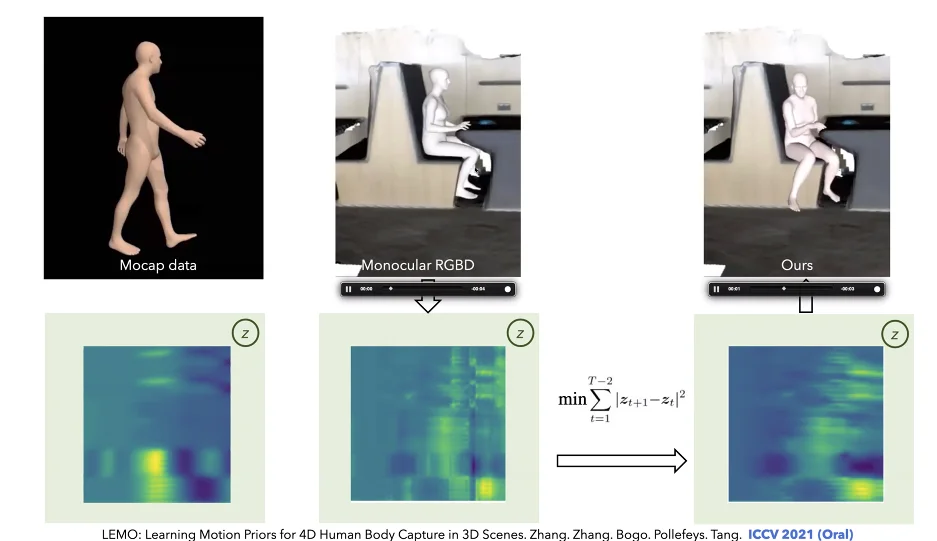 Mocap data
Monocular RGBD
Ours
00:00 -00:04
00:01 -00:03
z
z
z
min ∑_{t=1}^{T−2} |z_{t+1}−z_t|²
LEMO: Learning Motion Priors for 4D Human Body Capture in 3D Scenes. Zhang. Zhang. Bogo. Pollefeys. Tang. ICCV 2021 (Oral)